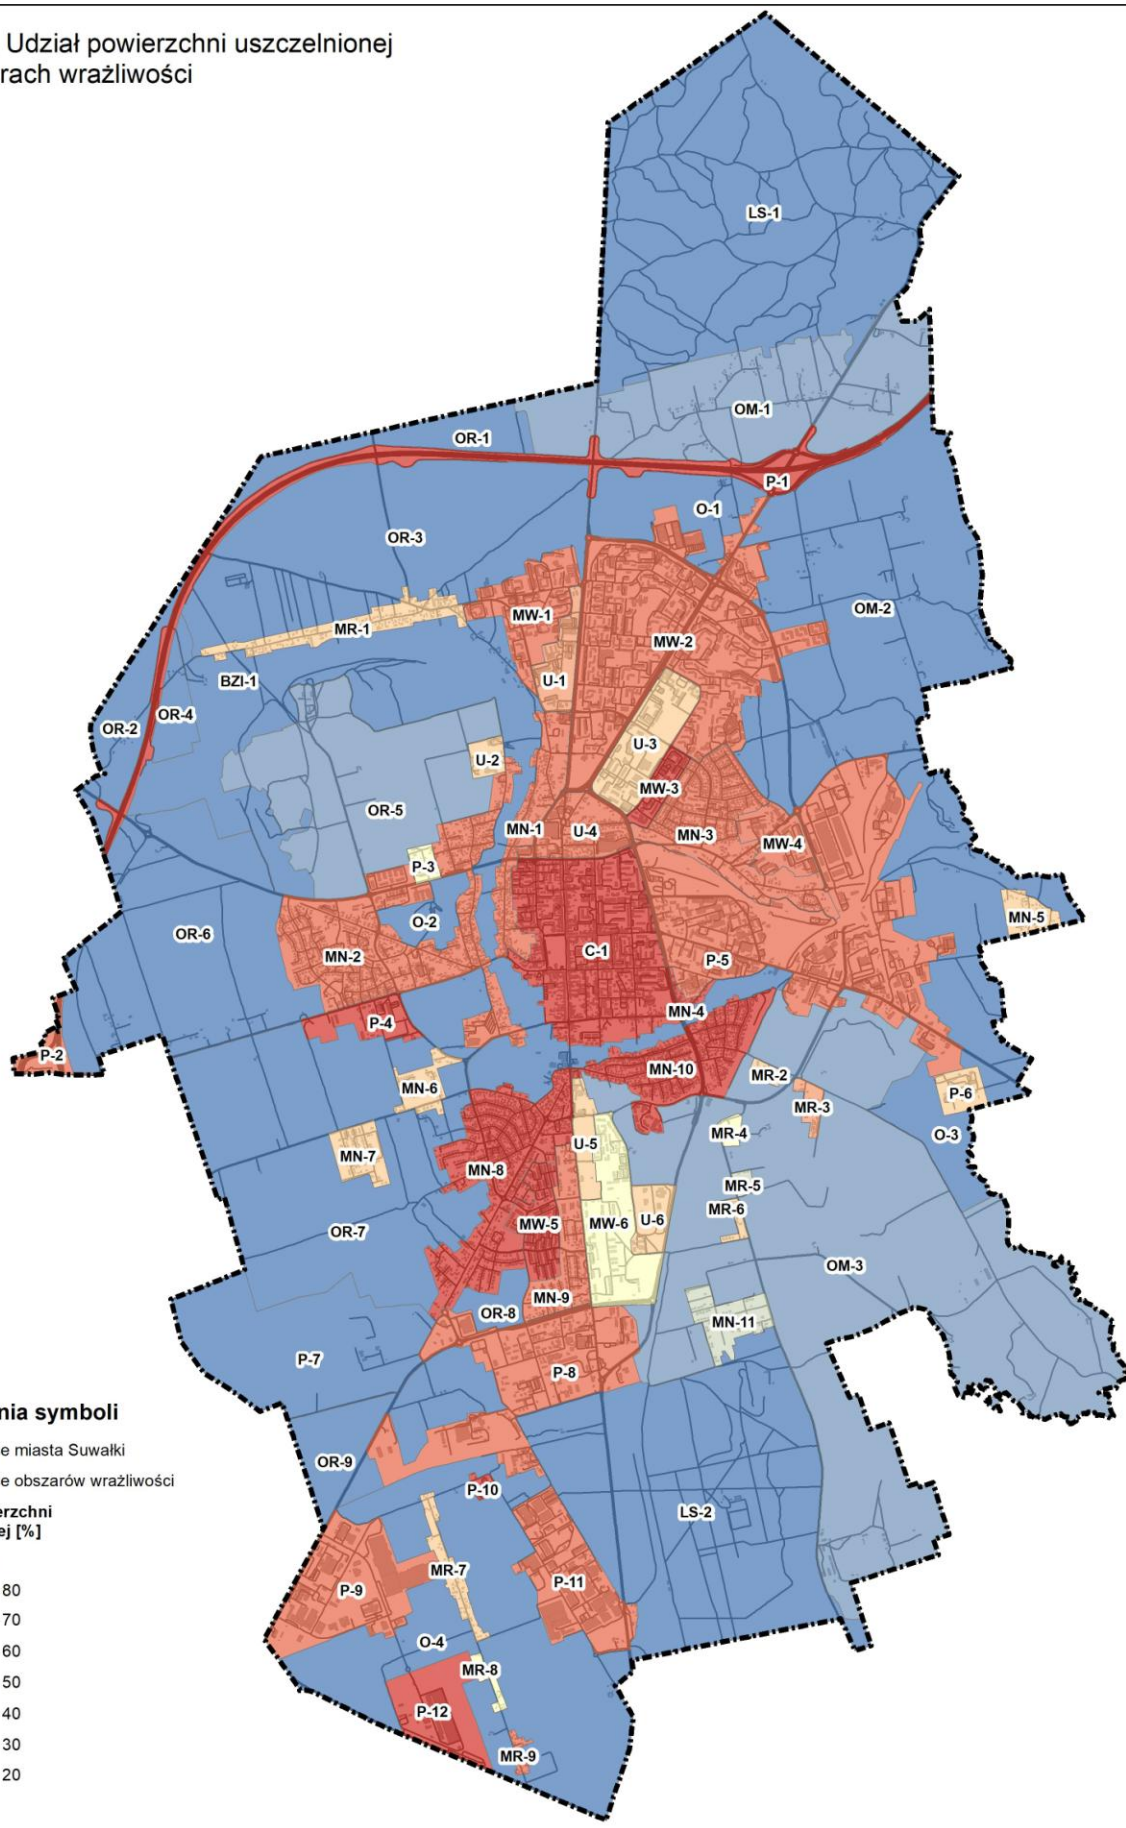 Udział powierzchni uszczelnionej
rach wrażliwości
LS-1
OM-1
OR-1
P-1
O-1
OR-3
OM-2
MW-1
MR-1
MW-2
U-1
BZI-1
OR-4
OR-2
U-3
U-2
MW-3
OR-5
MN-1
U-4
MN-3
MW-4
P-3
MN-5
O-2
OR-6
C-1
MN-2
P-5
MN-4
P-4
P-2
MN-10
MR-2
MN-6
P-6
MR-3
MR-4
O-3
U-5
MN-7
MN-8
MR-5
MR-6
MW-5
MW-6
U-6
OR-7
OM-3
MN-9
OR-8
MN-11
P-7
P-8
nia symboli
e miasta Suwałki
OR-9
e obszarów wrażliwości
P-10
erzchni
LS-2
ej [%]
MR-7
P-11
80
P-9
70
O-4
60
MR-8
50
P-12
40
30
MR-9
20